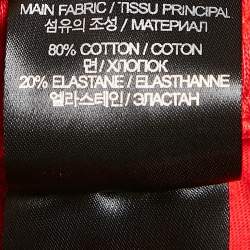 MAIN FABRIC / TISSU PRINCIPAL
섬유의 조성 / МАТЕРИАЛ
80% COTTON / COTON
면 / ХЛОПОК
20% ELASTANE / ELASTHANNE
엘라스테인 / ЭЛАСТАН